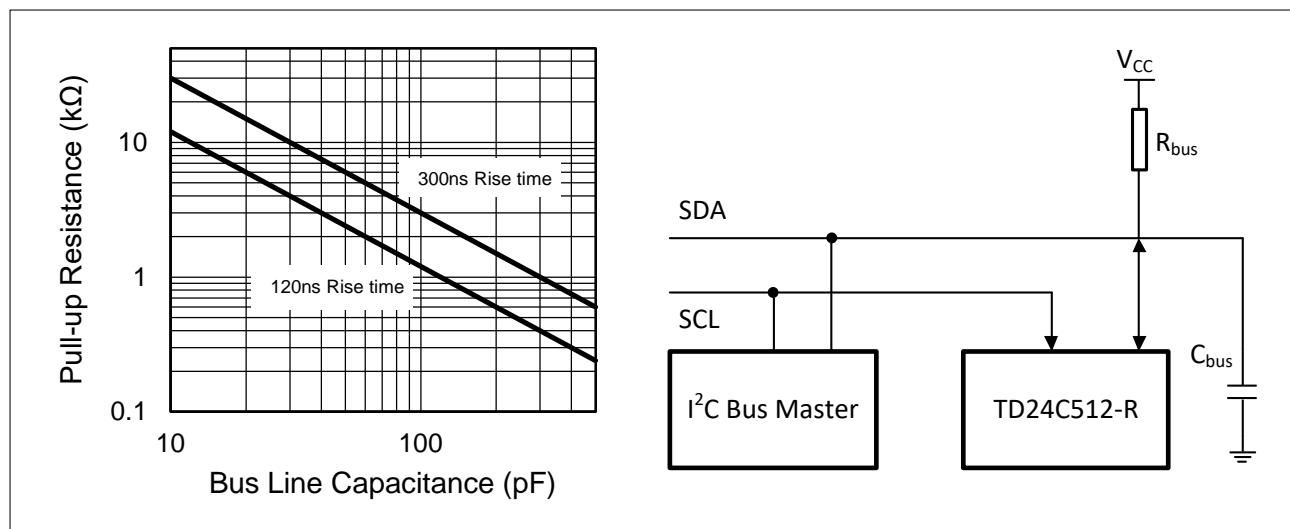 Pull-up Resistance (kΩ)
10
1
0.1
300ns Rise time
120ns Rise time
10
100
Bus Line Capacitance (pF)
V_CC
R_bus
SDA
SCL
C_bus
I²C Bus Master
TD24C512-R